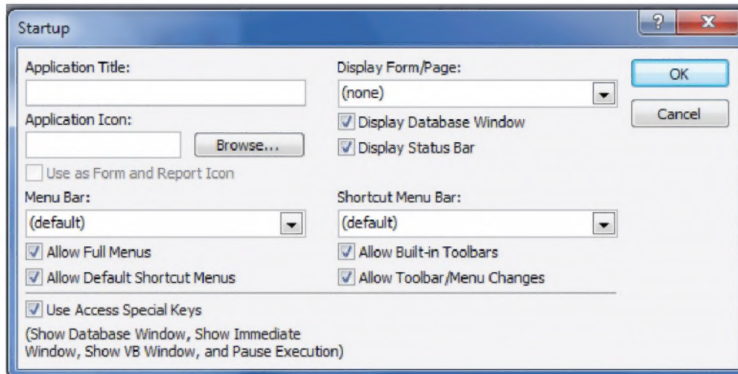 Startup
?
X
Application Title:
Display Form/Page:
OK
(none)
Application Icon:
Display Database Window
Cancel
Browse...
Display Status Bar
Use as Form and Report Icon
Menu Bar:
Shortcut Menu Bar:
(default)
(default)
Allow Full Menus
Allow Built-in Toolbars
Allow Default Shortcut Menus
Allow Toolbar/Menu Changes
Use Access Special Keys
(Show Database Window, Show Immediate
Window, Show VB Window, and Pause Execution)